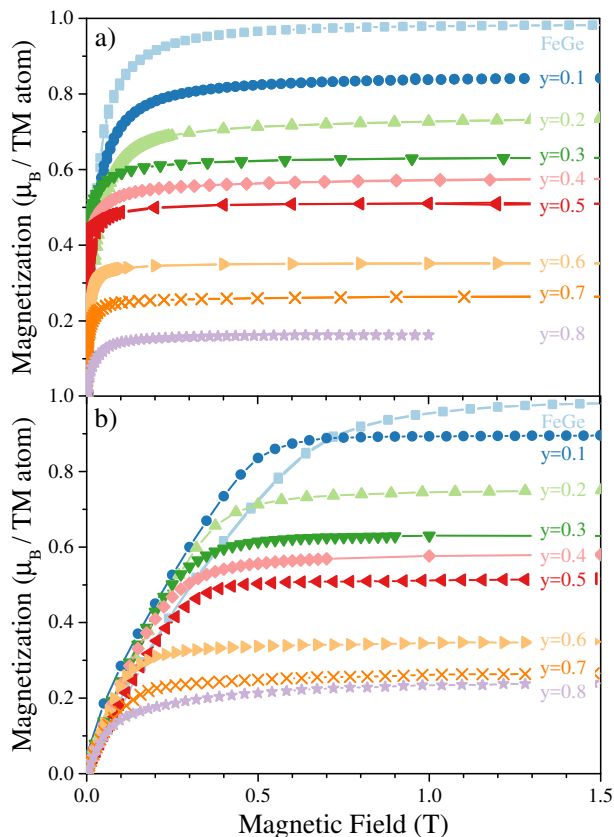 1.0
a)
FeGe
y=0.1
0.8
y=0.2
y=0.3
0.6
y=0.4
y=0.5
0.4
y=0.6
y=0.7
0.2
y=0.8
Magnetization (μB / TM atom)
1.0
b)
FeGe
y=0.1
0.8
y=0.2
y=0.3
0.6
y=0.4
y=0.5
0.4
y=0.6
y=0.7
0.2
y=0.8
0.0
Magnetization (μB / TM atom)
0.0 0.5 1.0 1.5
Magnetic Field (T)